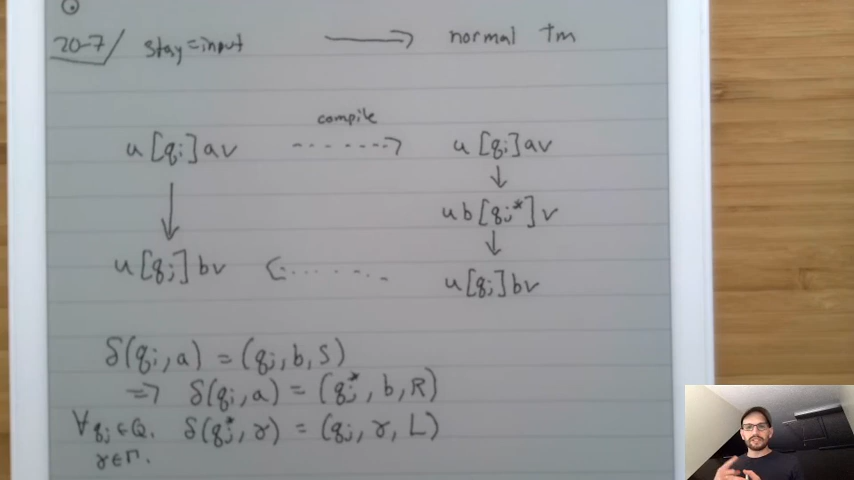 20-7/ stay=input ⟶ normal Tm
compile
u [qi] av ⇢ u [qi] av
↓ ↓
u b [qj*] v
↓
u [qj] bv ⇠ u [qj] bv
δ(qi, a) = (qj, b, S)
=> δ(qi, a) = (qj*, b, R)
∀qj∈Q. δ(qj*, γ) = (qj, γ, L)
γ∈Γ.